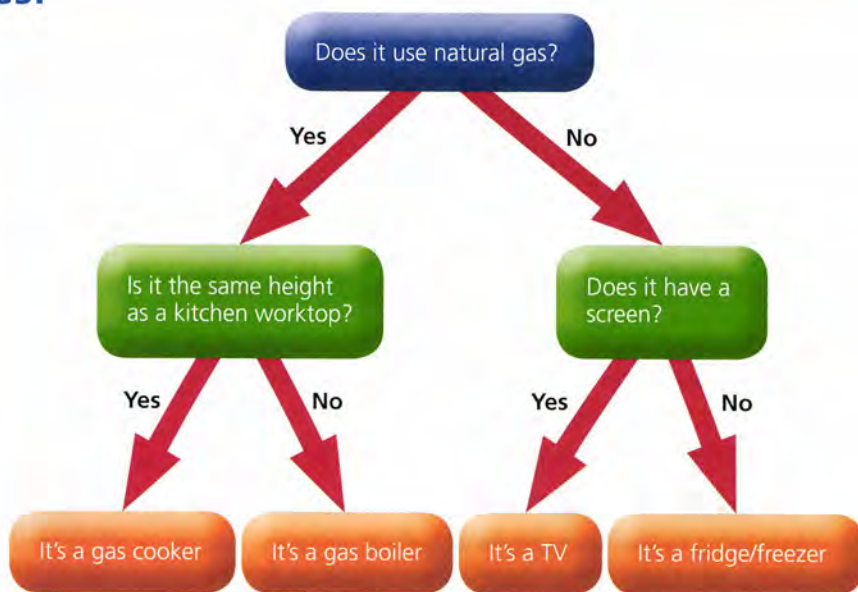 Does it use natural gas?
Yes
No
Is it the same height
as a kitchen worktop?
Does it have a
screen?
Yes
No
Yes
No
It's a gas cooker
It's a gas boiler
It's a TV
It's a fridge/freezer